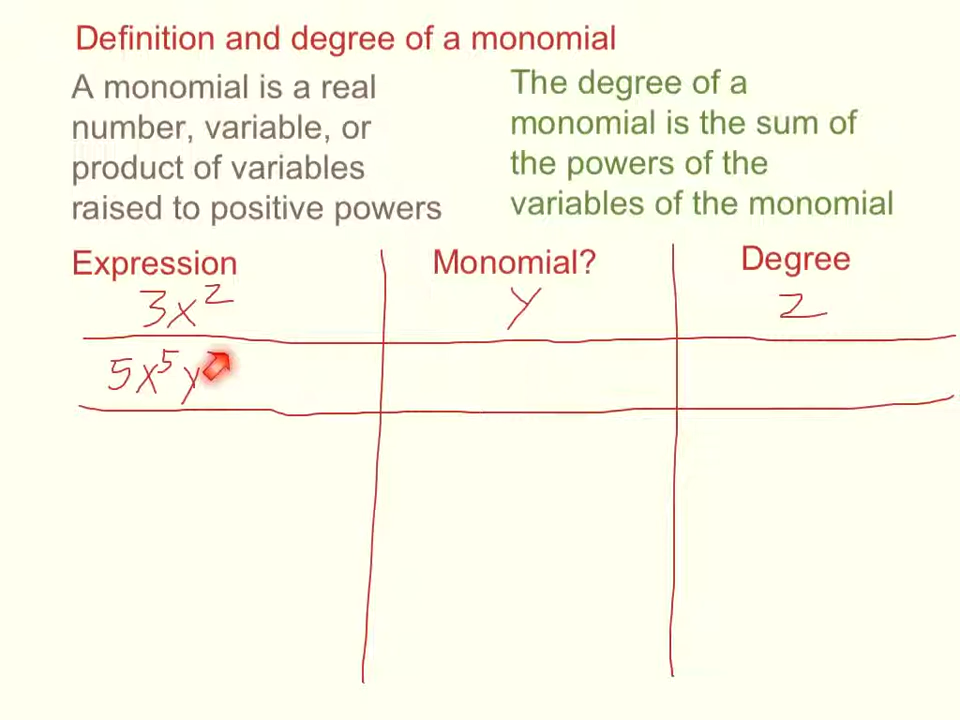 Definition and degree of a monomial
A monomial is a real
number, variable, or
product of variables
raised to positive powers
The degree of a
monomial is the sum of
the powers of the
variables of the monomial
Expression Monomial? Degree
3x² y 2
5x⁵y